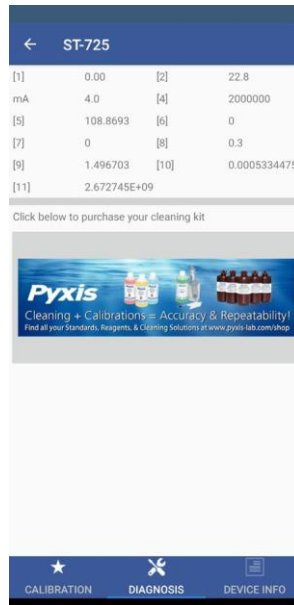 ST-725
[1] 0.00 [2] 22.8
mA 4.0 [4] 2000000
[5] 108.8693 [6] 0
[7] 0 [8] 0.3
[9] 1.496703 [10] 0.0005334475
[11] 2.672745E+09
Click below to purchase your cleaning kit
Pyxis
Cleaning + Calibrations = Accuracy & Repeatability!
Find all your Standards, Reagents, & Cleaning Solutions at www.pyxis-lab.com/shop
CALIBRATION DIAGNOSIS DEVICE INFO